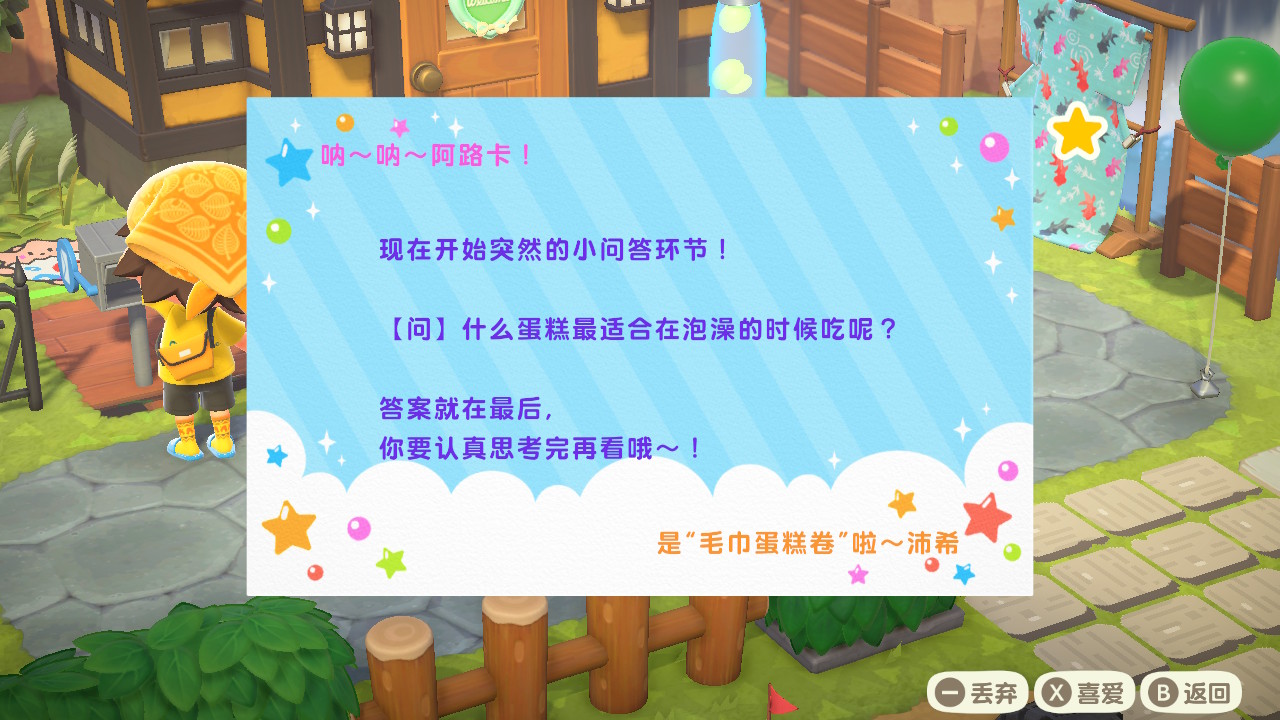 Welcome
呐～呐～阿路卡！
现在开始突然的小问答环节！
【问】什么蛋糕最适合在泡澡的时候吃呢？
答案就在最后，
你要认真思考完再看哦～！
是“毛巾蛋糕卷”啦～沛希
丢弃
X 喜爱
B 返回